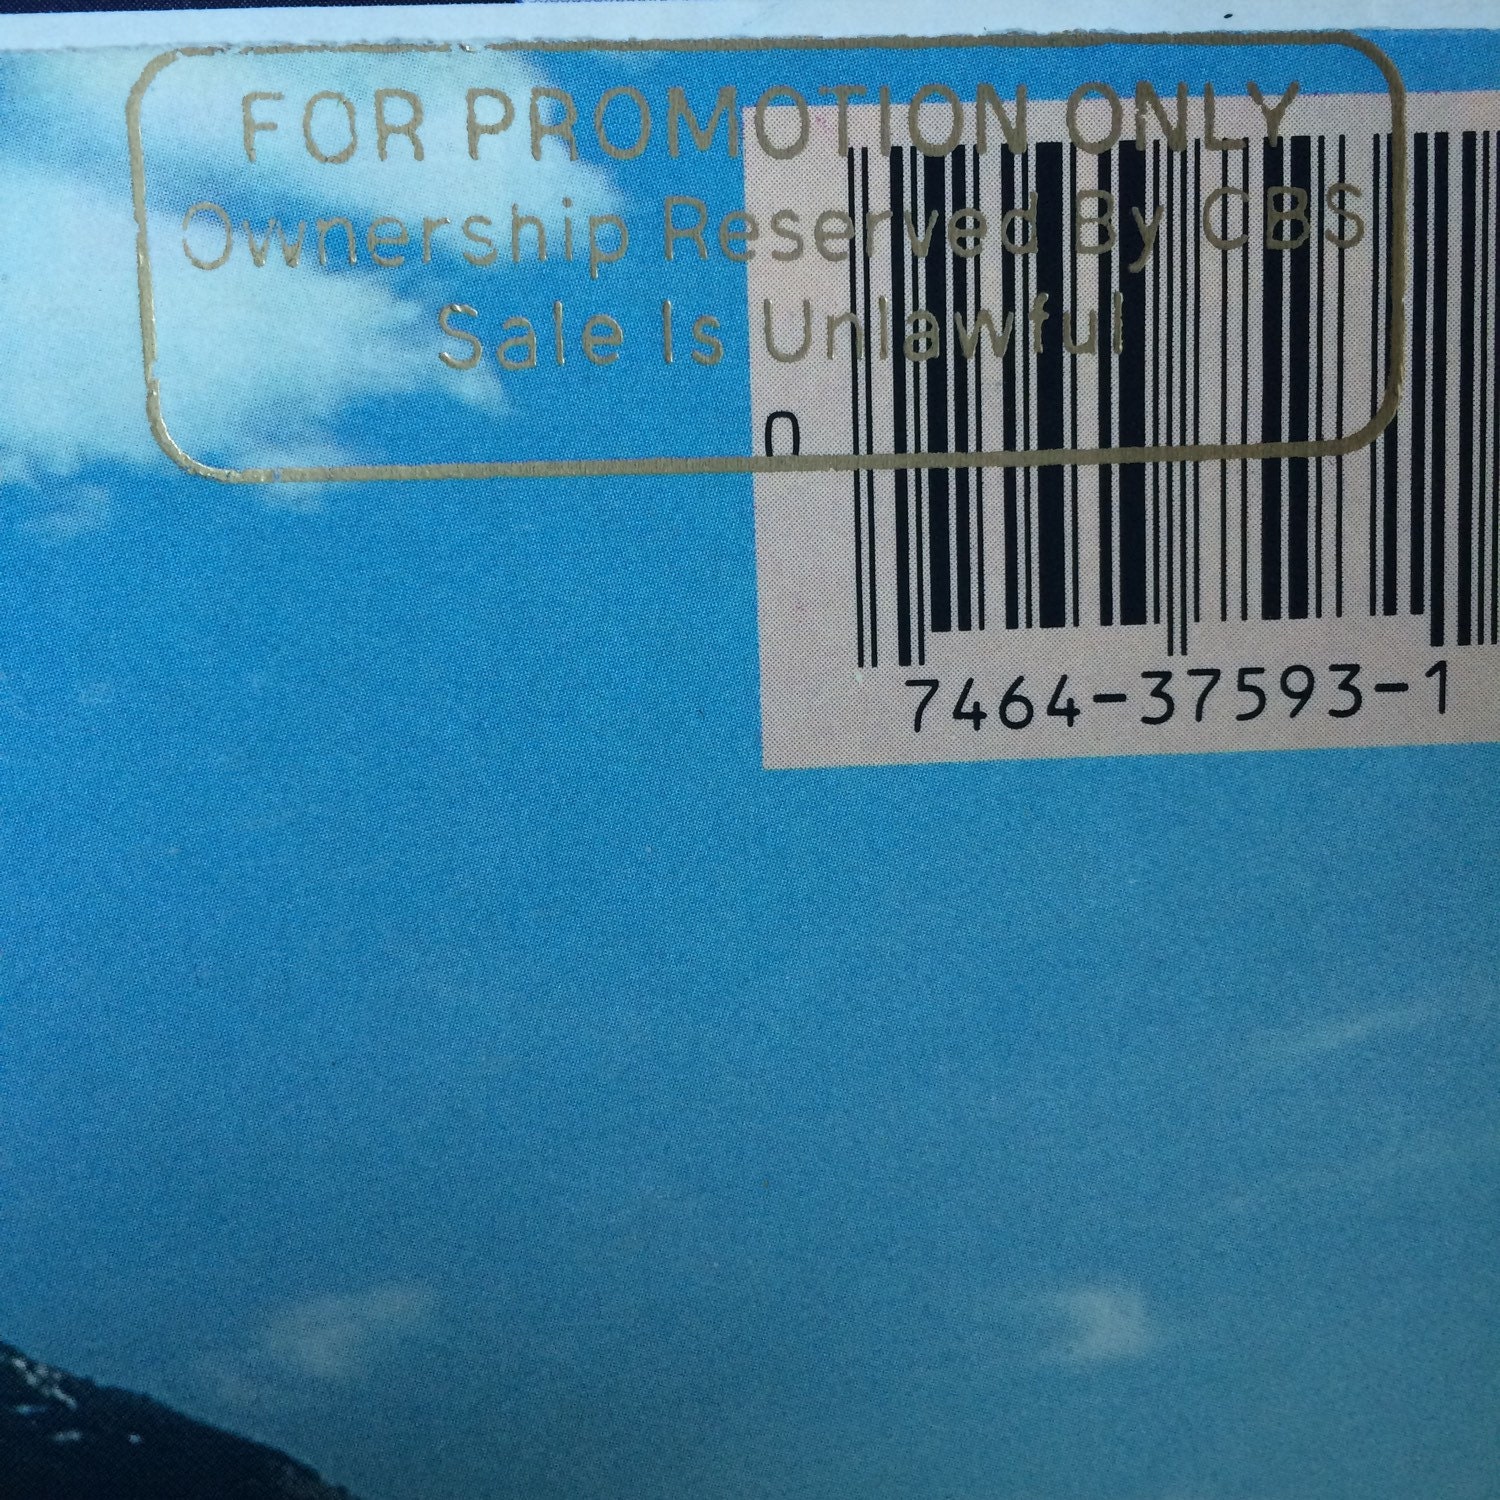 FOR PROMOTION ONLY
Ownership Reserved By CBS
Sale Is Unlawful
0
7464-37593-1